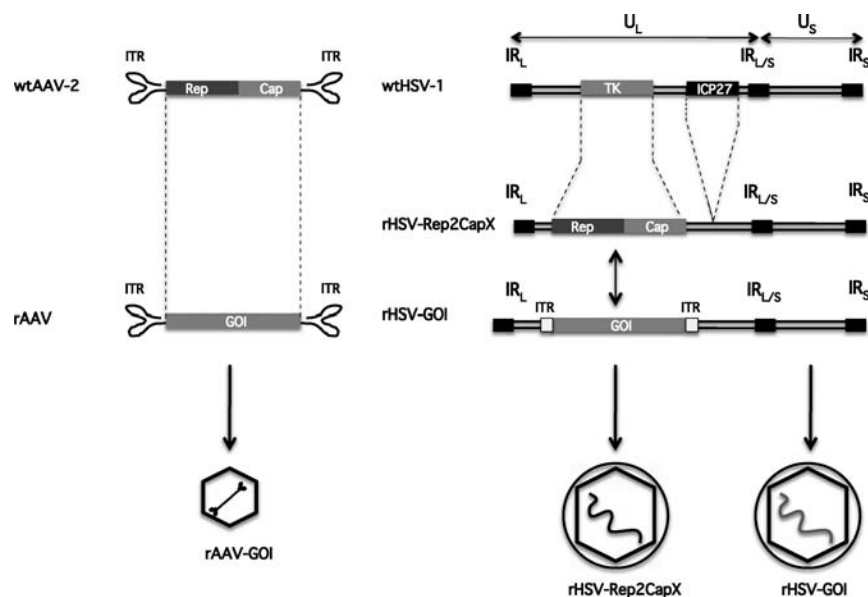 ITR ITR
wtAAV-2
Rep Cap
ITR ITR
rAAV
GOI
rAAV-GOI
U_L U_S
IR_L IR_L/S IR_S
wtHSV-1
TK ICP27
IR_L IR_L/S IR_S
rHSV-Rep2CapX
Rep Cap
IR_L IR_L/S IR_S
ITR ITR
rHSV-GOI
GOI
rHSV-Rep2CapX rHSV-GOI